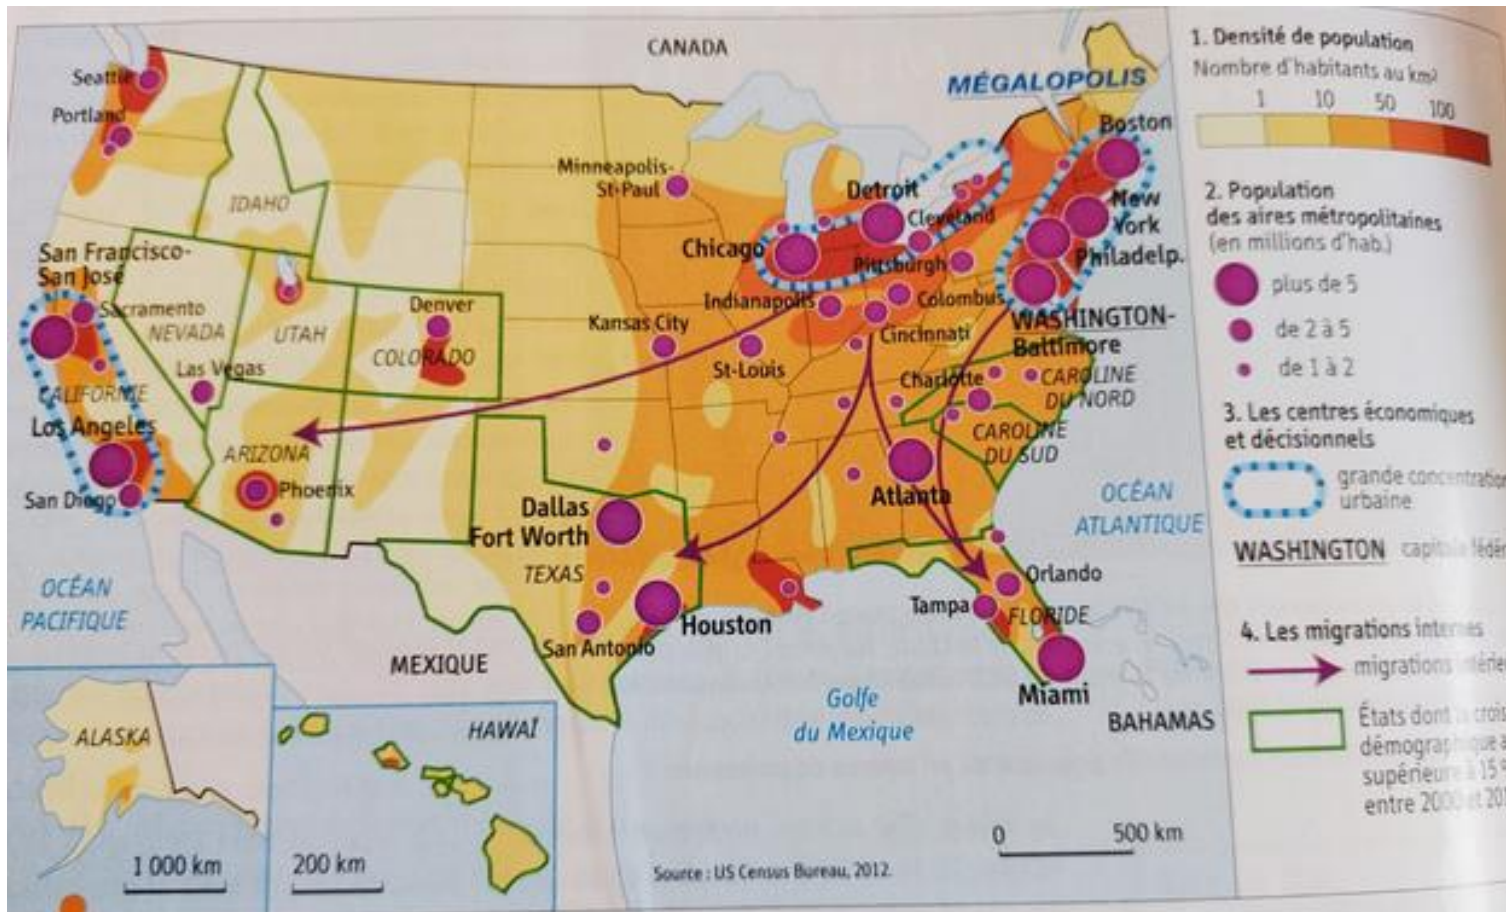 CANADA
MÉGALOPOLIS
Seattle
Portland
Minneapolis-
St-Paul
Boston
Detroit
New
York
IDAHO
Cleveland
San Francisco-
San José
Chicago
Pittsburgh
Philadelp.
Sacramento
NEVADA
UTAH
Denver
COLORADO
Indianapolis
Colombus
Kansas City
Cincinnati
WASHINGTON-
Baltimore
Las Vegas
St-Louis
Charlotte
CAROLINE
DU NORD
CALIFORNIE
Los Angeles
ARIZONA
CAROLINE
DU SUD
San Diego
Phoenix
Atlanta
OCÉAN
ATLANTIQUE
Dallas
Fort Worth
TEXAS
Orlando
OCÉAN
PACIFIQUE
Tampa
FLORIDE
Houston
San Antonio
MEXIQUE
Miami
Golfe
du Mexique
BAHAMAS
ALASKA
HAWAÏ
1 000 km
200 km
0 500 km
Source : US Census Bureau, 2012.
1. Densité de population
Nombre d'habitants au km²
1 10 50 100
2. Population
des aires métropolitaines
(en millions d'hab.)
plus de 5
de 2 à 5
de 1 à 2
3. Les centres économiques
et décisionnels
grande concentration
urbaine
WASHINGTON
4. Les migrations internes
migrations
États dont
démographique
supérieure à 15
entre 2000 et